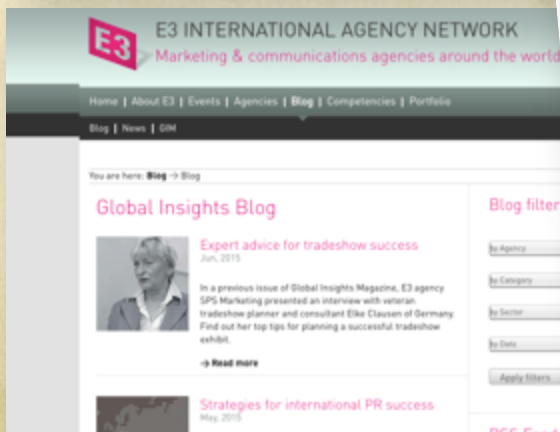 E3
E3 INTERNATIONAL AGENCY NETWORK
Marketing & communications agencies around the world
Home | About E3 | Events | Agencies | Blog | Competencies | Portfolio
Blog | News | GIM
You are here: Blog -> Blog
Global Insights Blog
Expert advice for tradeshow success
Jun, 2015
In a previous issue of Global Insights Magazine, E3 agency
SPS Marketing presented an interview with veteran
tradeshow planner and consultant Elke Clausen of Germany.
Find out her top tips for planning a successful tradeshow
exhibit.
-> Read more
Strategies for international PR success
May, 2015
Blog filter
by Agency
by Category
by Sector
by Date
Apply filters